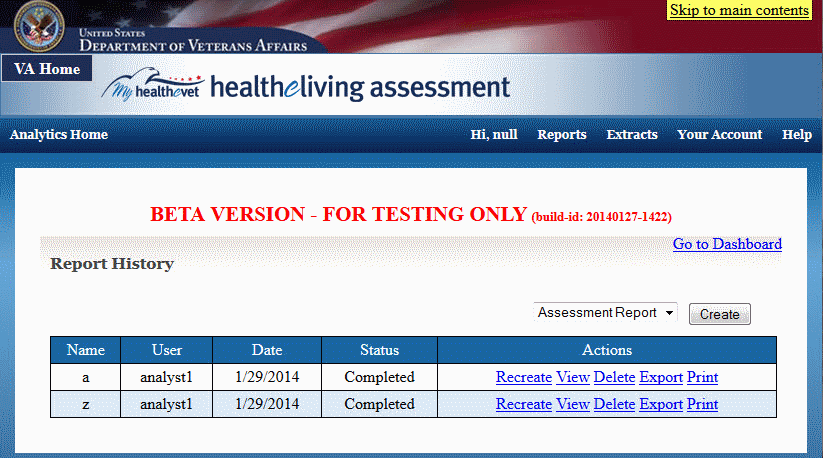 Skip to main contents
UNITED STATES
DEPARTMENT OF VETERANS AFFAIRS
VA Home
My healthevet healtheliving assessment
Analytics Home Hi, null Reports Extracts Your Account Help
BETA VERSION - FOR TESTING ONLY (build-id: 20140127-1422)
Go to Dashboard
Report History
Assessment Report Create
Name User Date Status Actions
a analyst1 1/29/2014 Completed Recreate View Delete Export Print
z analyst1 1/29/2014 Completed Recreate View Delete Export Print